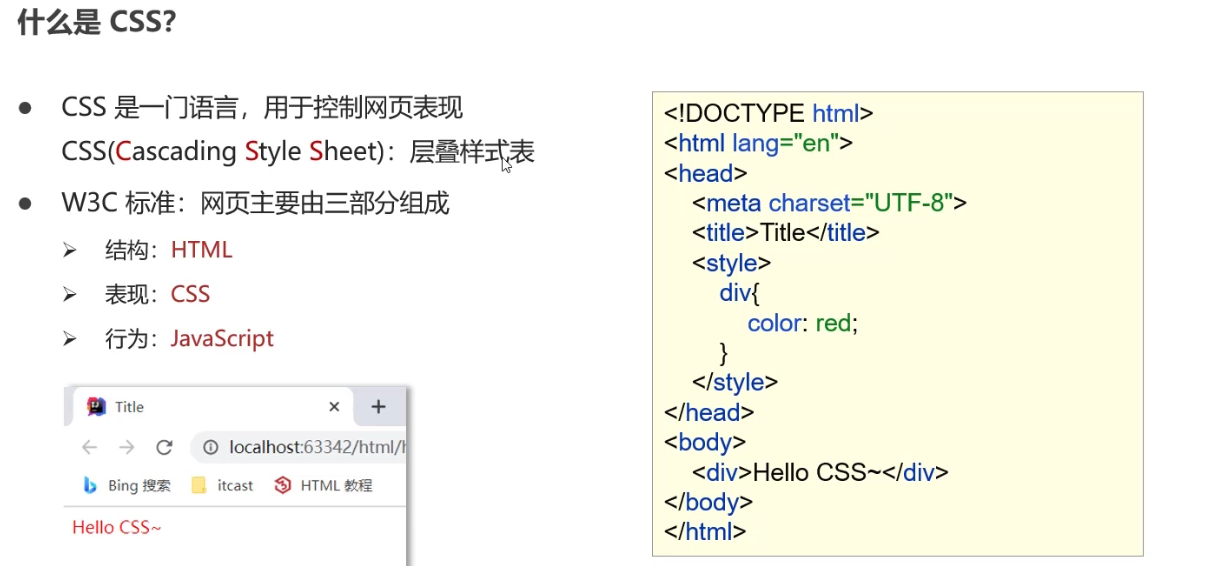 什么是 CSS?
● CSS 是一门语言，用于控制网页表现
CSS(Cascading Style Sheet)：层叠样式表
● W3C 标准：网页主要由三部分组成
➢ 结构：HTML
➢ 表现：CSS
➢ 行为：JavaScript
Title
localhost:63342/html/h
Bing 搜索 itcast HTML 教程
Hello CSS~
<!DOCTYPE html>
<html lang="en">
<head>
    <meta charset="UTF-8">
    <title>Title</title>
    <style>
        div{
            color: red;
        }
    </style>
</head>
<body>
    <div>Hello CSS~</div>
</body>
</html>